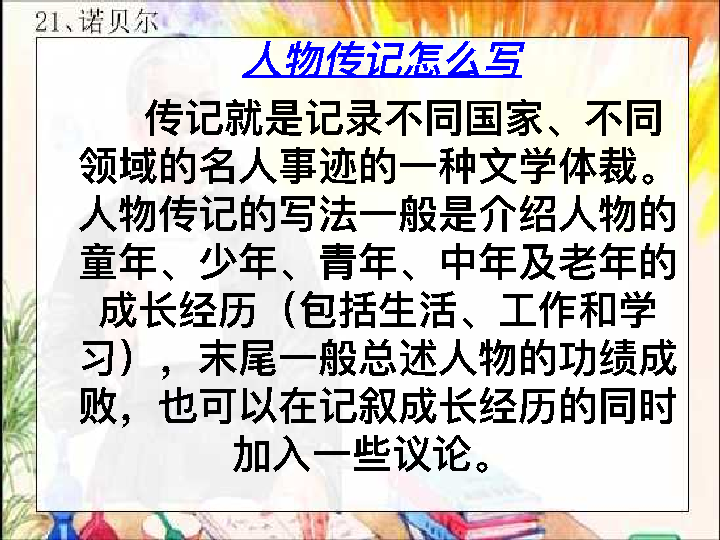 21、诺贝尔
人物传记怎么写
传记就是记录不同国家、不同
领域的名人事迹的一种文学体裁。
人物传记的写法一般是介绍人物的
童年、少年、青年、中年及老年的
成长经历（包括生活、工作和学
习），末尾一般总述人物的功绩成
败，也可以在记叙成长经历的同时
加入一些议论。